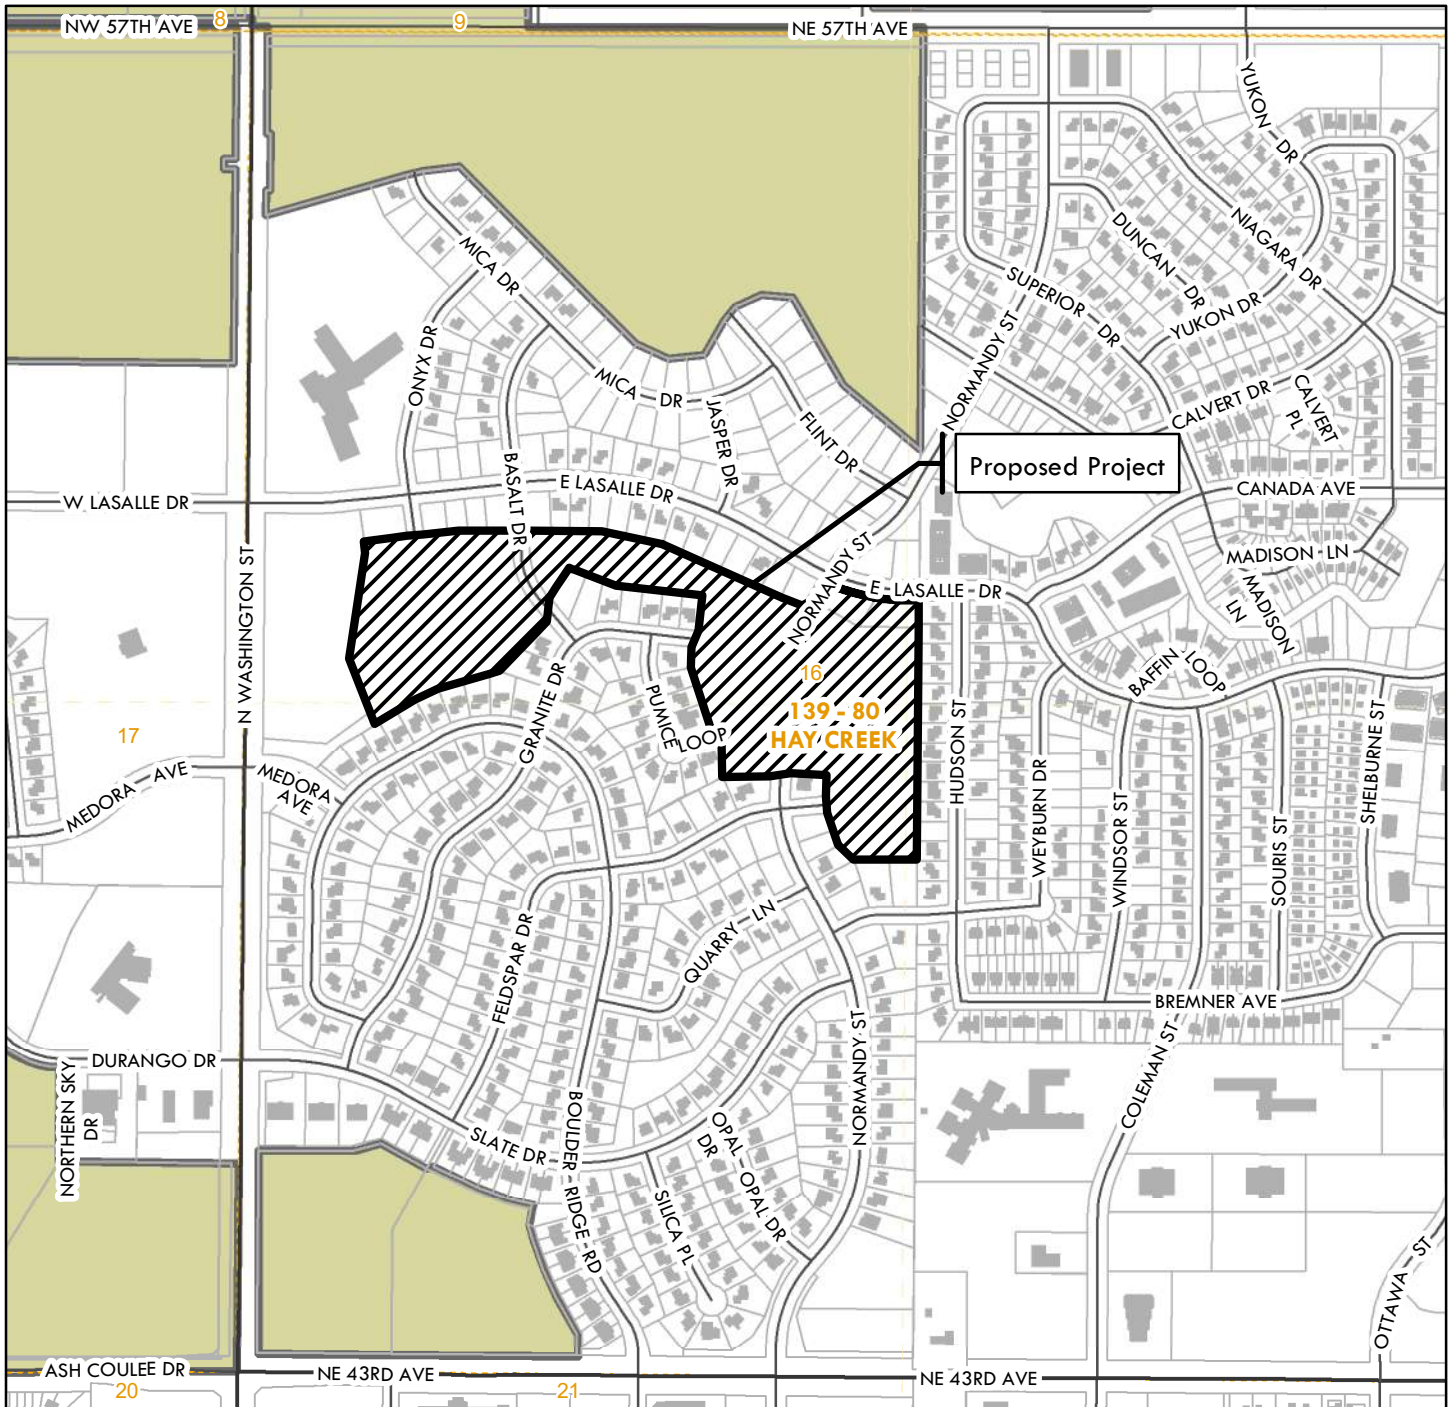 NW 57TH AVE
8
9
NE 57TH AVE
YUKON DR
MICA DR
DUNCAN DR
NIAGARA DR
SUPERIOR DR
YUKON DR
ONYX DR
MICA DR
JASPER DR
FLINT DR
NORMANDY ST
CALVERT DR
CALVERT
PL
BASALT DR
Proposed Project
W LASALLE DR
E LASALLE DR
CANADA AVE
NORMANDY ST
E LASALLE DR
MADISON LN
MADISON
LN
N WASHINGTON ST
16
139 - 80
HAY CREEK
17
GRANITE DR
PUMICE
LOOP
BAFFIN LOOP
HUDSON ST
WEYBURN DR
WINDSOR ST
SOURIS ST
SHELBURNE ST
MEDORA AVE
MEDORA
AVE
FELDSPAR DR
QUARRY LN
BREMNER AVE
DURANGO DR
NORTHERN SKY
DR
SLATE DR
BOULDER RIDGE RD
OPAL
DR
OPAL DR
SILICA PL
NORMANDY ST
COLEMAN ST
OTTAWA ST
ASH COULEE DR
20
NE 43RD AVE
21
NE 43RD AVE